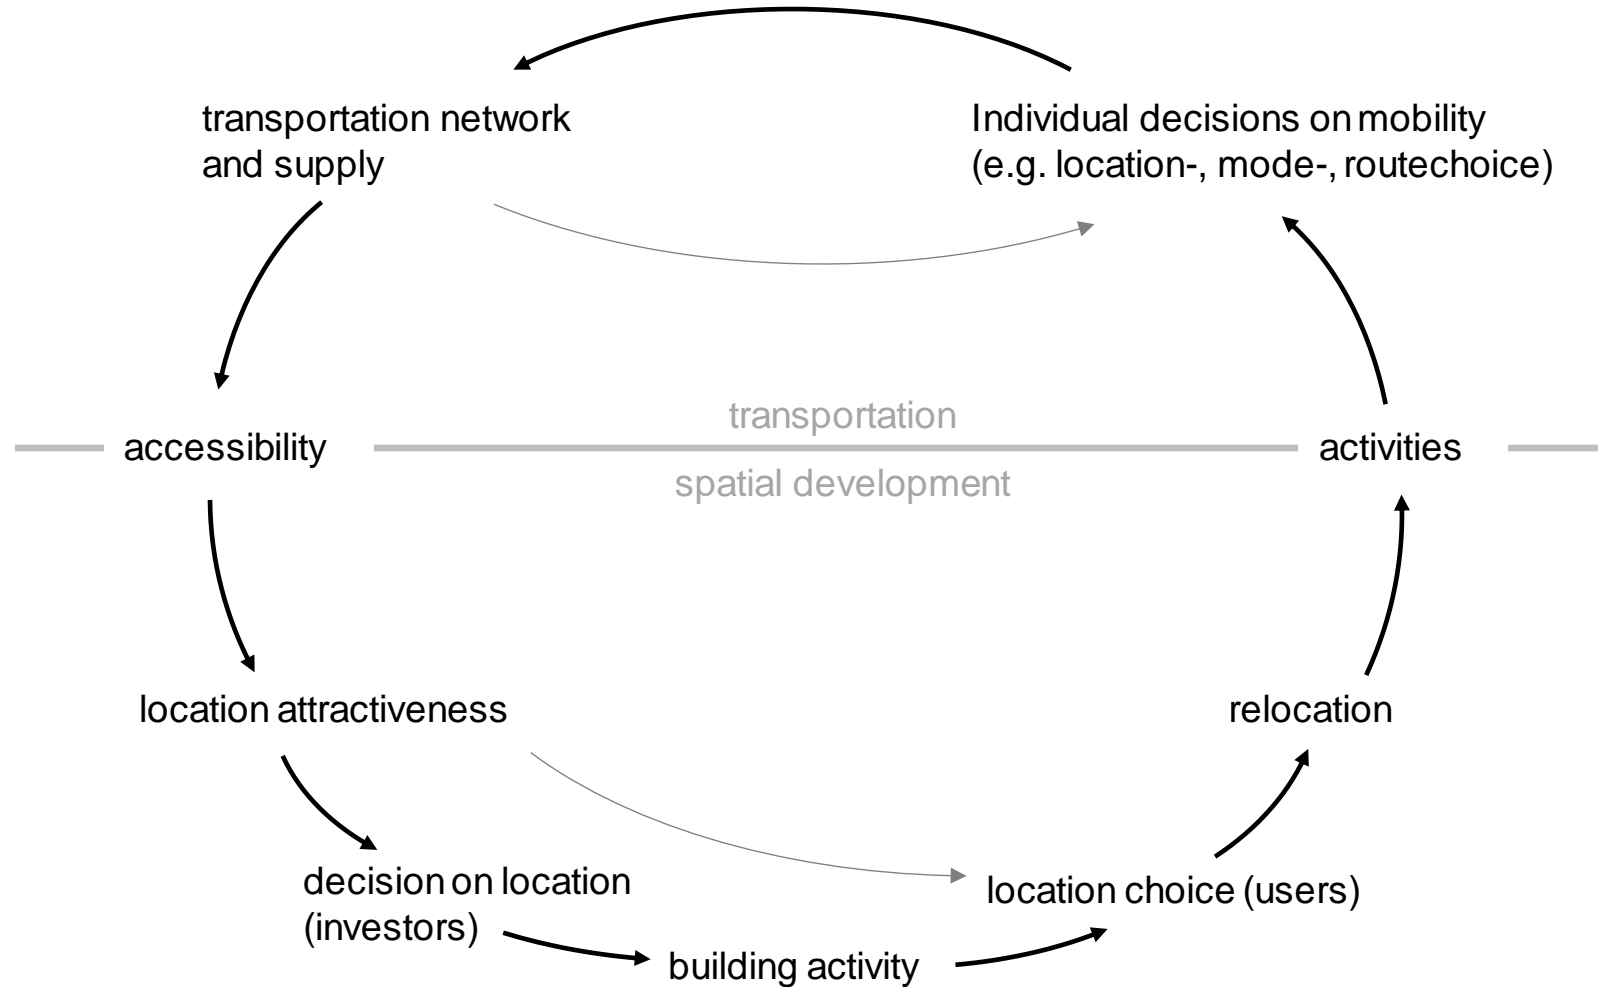 transportation network
and supply
Individual decisions on mobility
(e.g. location-, mode-, routechoice)
transportation
accessibility
activities
spatial development
location attractiveness
relocation
decision on location
(investors)
location choice (users)
building activity